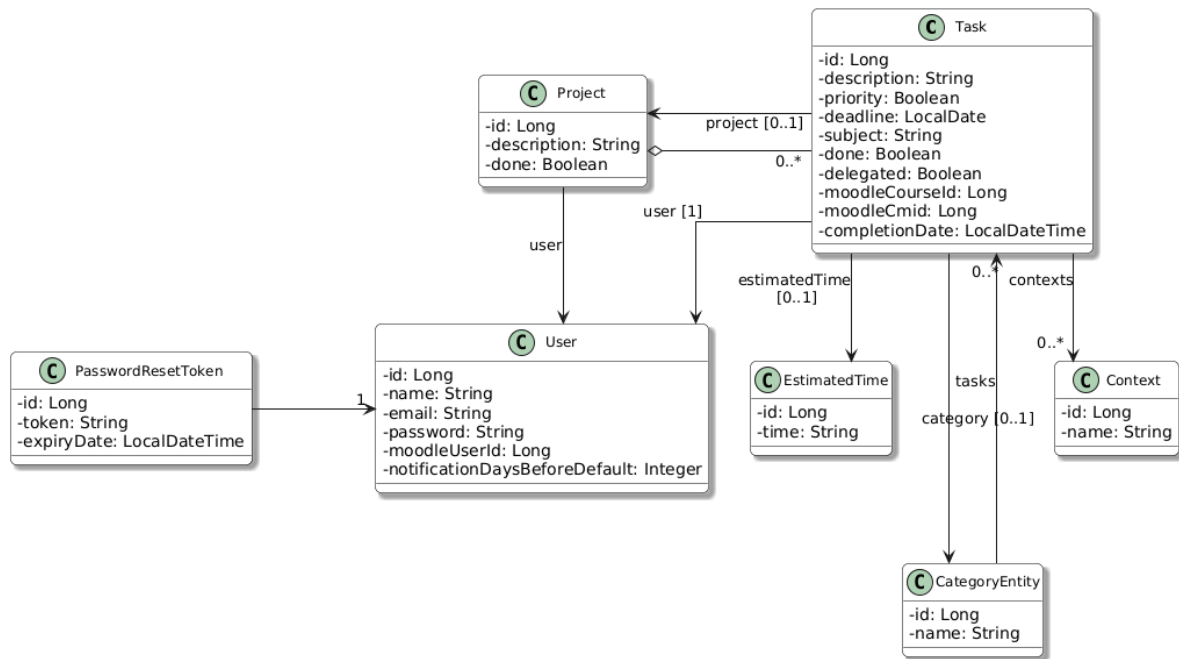 C Task
-id: Long
-description: String
-priority: Boolean
-deadline: LocalDate
-subject: String
-done: Boolean
-delegated: Boolean
-moodleCourseId: Long
-moodleCmid: Long
-completionDate: LocalDateTime
C Project
-id: Long
-description: String
-done: Boolean
project [0..1]
0..*
user [1]
user
estimatedTime
[0..1]
0..*
contexts
0..*
tasks
category [0..1]
C User
-id: Long
-name: String
-email: String
-password: String
-moodleUserId: Long
-notificationDaysBeforeDefault: Integer
C PasswordResetToken
-id: Long
-token: String
-expiryDate: LocalDateTime
1
C EstimatedTime
-id: Long
-time: String
C Context
-id: Long
-name: String
C CategoryEntity
-id: Long
-name: String